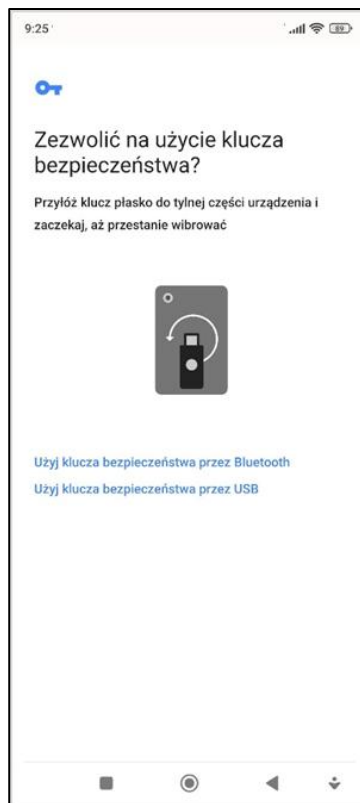 9:25
89
Zezwolić na użycie klucza
bezpieczeństwa?
Przyłóż klucz płasko do tylnej części urządzenia i
zaczekaj, aż przestanie wibrować
Użyj klucza bezpieczeństwa przez Bluetooth
Użyj klucza bezpieczeństwa przez USB